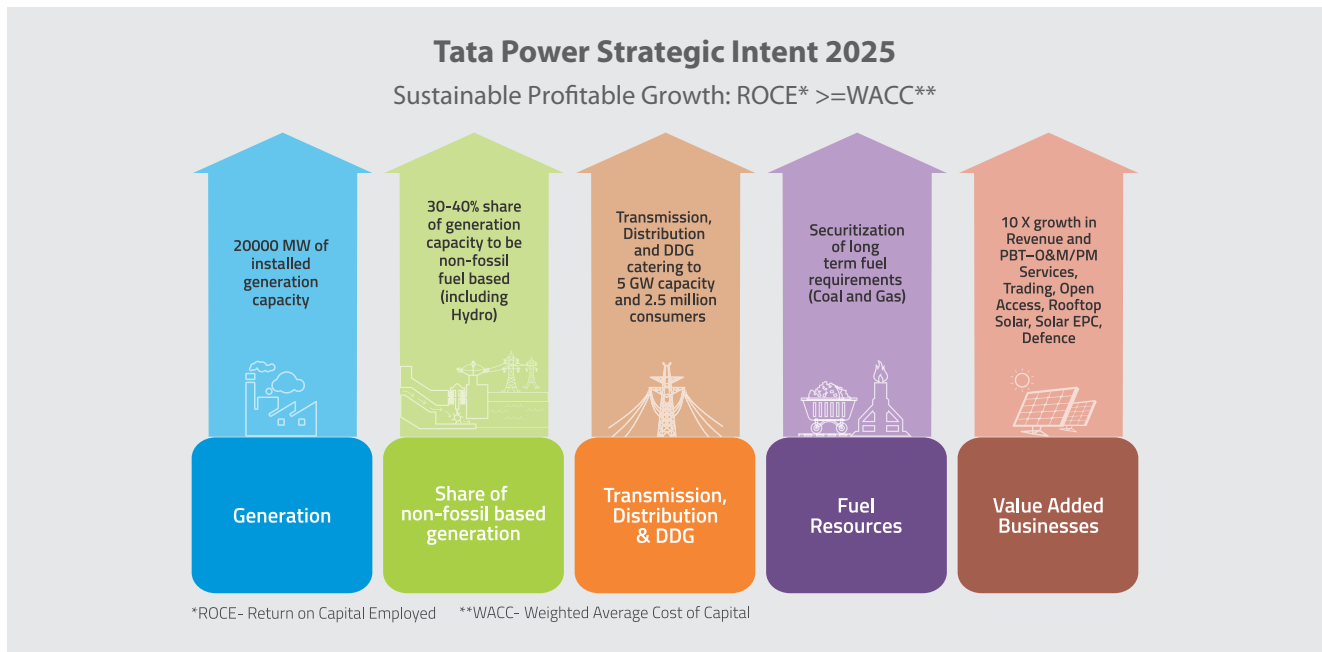 Tata Power Strategic Intent 2025
Sustainable Profitable Growth: ROCE* >=WACC**
20000 MW of
installed
generation
capacity
30-40% share
of generation
capacity to be
non-fossil
fuel based
(including
Hydro)
Transmission,
Distribution
and DDG
catering to
5 GW capacity
and 2.5 million
consumers
Securitization
of long
term fuel
requirements
(Coal and Gas)
10 X growth in
Revenue and
PBT–O&M/PM
Services,
Trading, Open
Access, Rooftop
Solar, Solar EPC,
Defence
Generation
Share of
non-fossil based
generation
Transmission,
Distribution
& DDG
Fuel
Resources
Value Added
Businesses
*ROCE- Return on Capital Employed **WACC- Weighted Average Cost of Capital